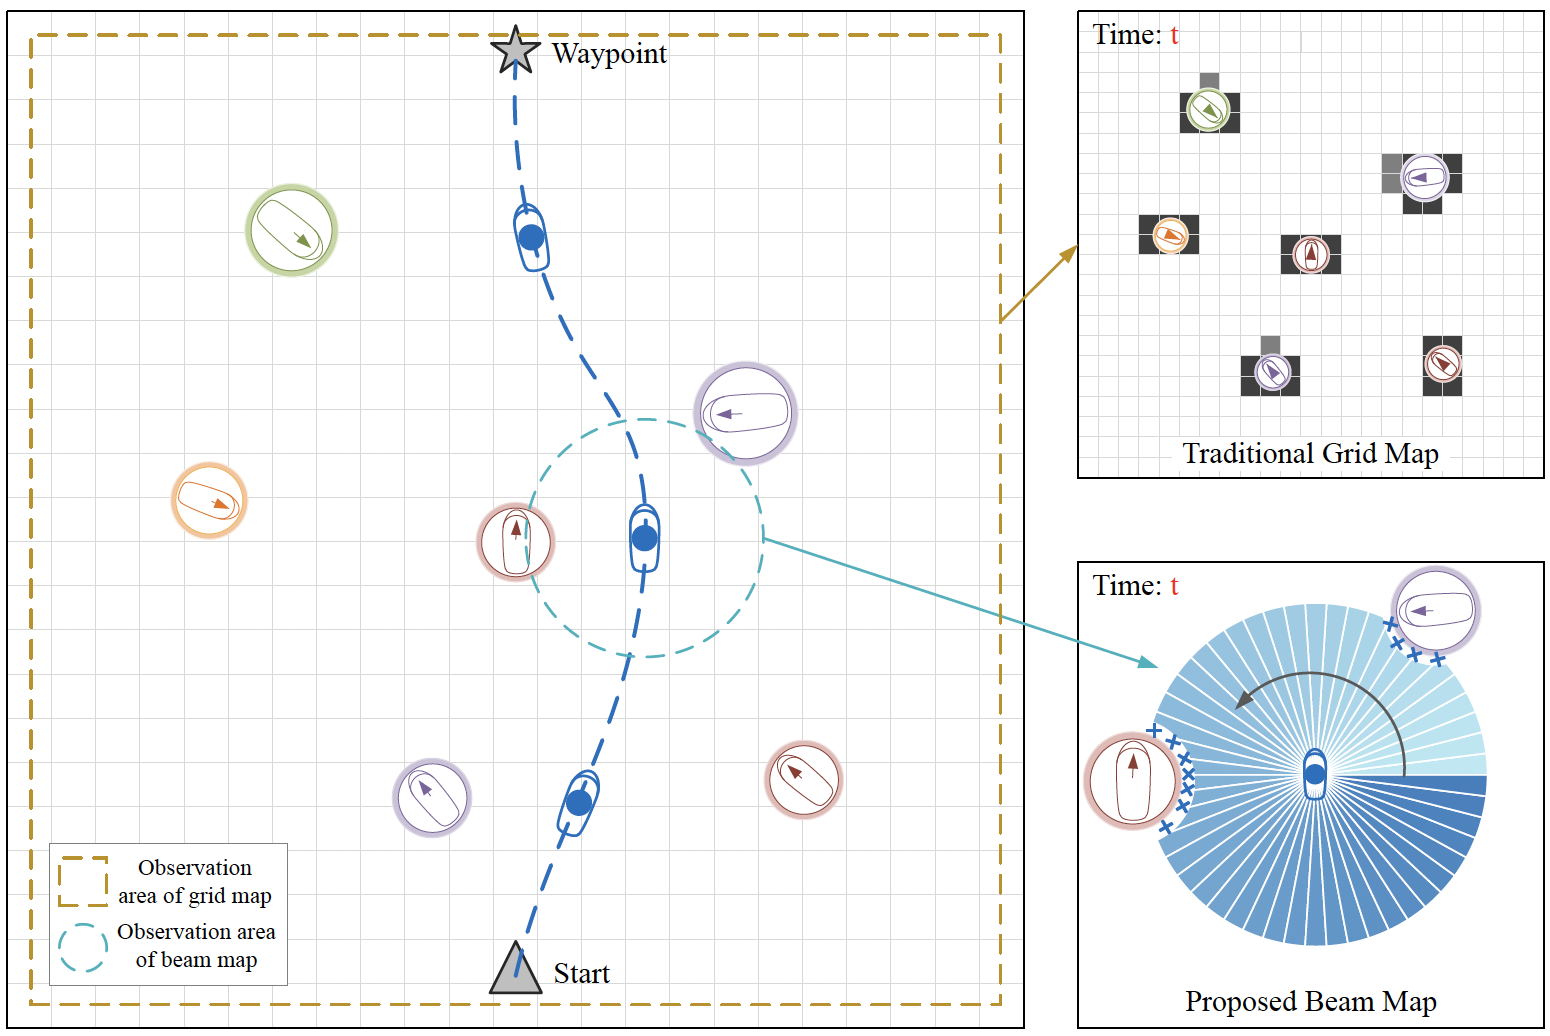 Waypoint
Start
Observation
area of grid map
Observation area
of beam map
Time: t
Traditional Grid Map
Time: t
Proposed Beam Map